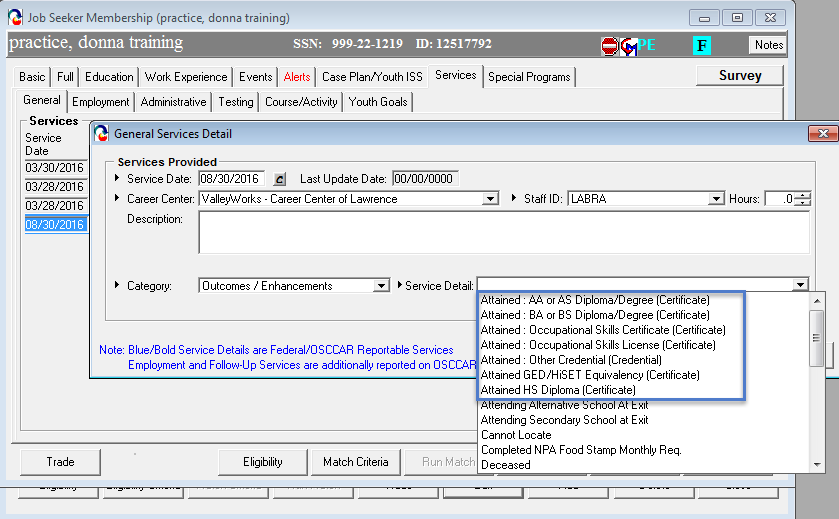 Job Seeker Membership (practice, donna training)
practice, donna training SSN: 999-22-1219 ID: 12517792 PE F Notes
Basic Full Education Work Experience Events Alerts Case Plan/Youth ISS Services Special Programs Survey
General Employment Administrative Testing Course/Activity Youth Goals
Services
Service
Date
03/30/2016
03/28/2016
03/28/2016
08/30/2016
General Services Detail
Services Provided
Service Date: 08/30/2016 C Last Update Date: 00/00/0000
Career Center: ValleyWorks - Career Center of Lawrence Staff ID: LABRA Hours: .0
Description:
Category: Outcomes / Enhancements Service Detail:
Attained : AA or AS Diploma/Degree (Certificate)
Attained : BA or BS Diploma/Degree (Certificate)
Attained : Occupational Skills Certificate (Certificate)
Attained : Occupational Skills License (Certificate)
Attained : Other Credential (Credential)
Attained GED/HiSET Equivalency (Certificate)
Attained HS Diploma (Certificate)
Attending Alternative School At Exit
Attending Secondary School at Exit
Cannot Locate
Completed NPA Food Stamp Monthly Req.
Deceased
Note: Blue/Bold Service Details are Federal/OSCCAR Reportable Services
Employment and Follow-Up Services are additionally reported on OSCCAR
Trade Eligibility Match Criteria Run Match